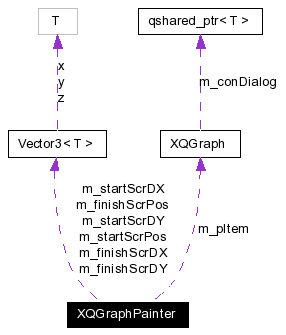 T
qshared_ptr< T >
x
y
z
m_conDialog
Vector3< T >
XQGraph
m_startScrDX
m_finishScrPos
m_startScrDY
m_startScrPos
m_finishScrDX
m_finishScrDY
m_pItem
XQGraphPainter